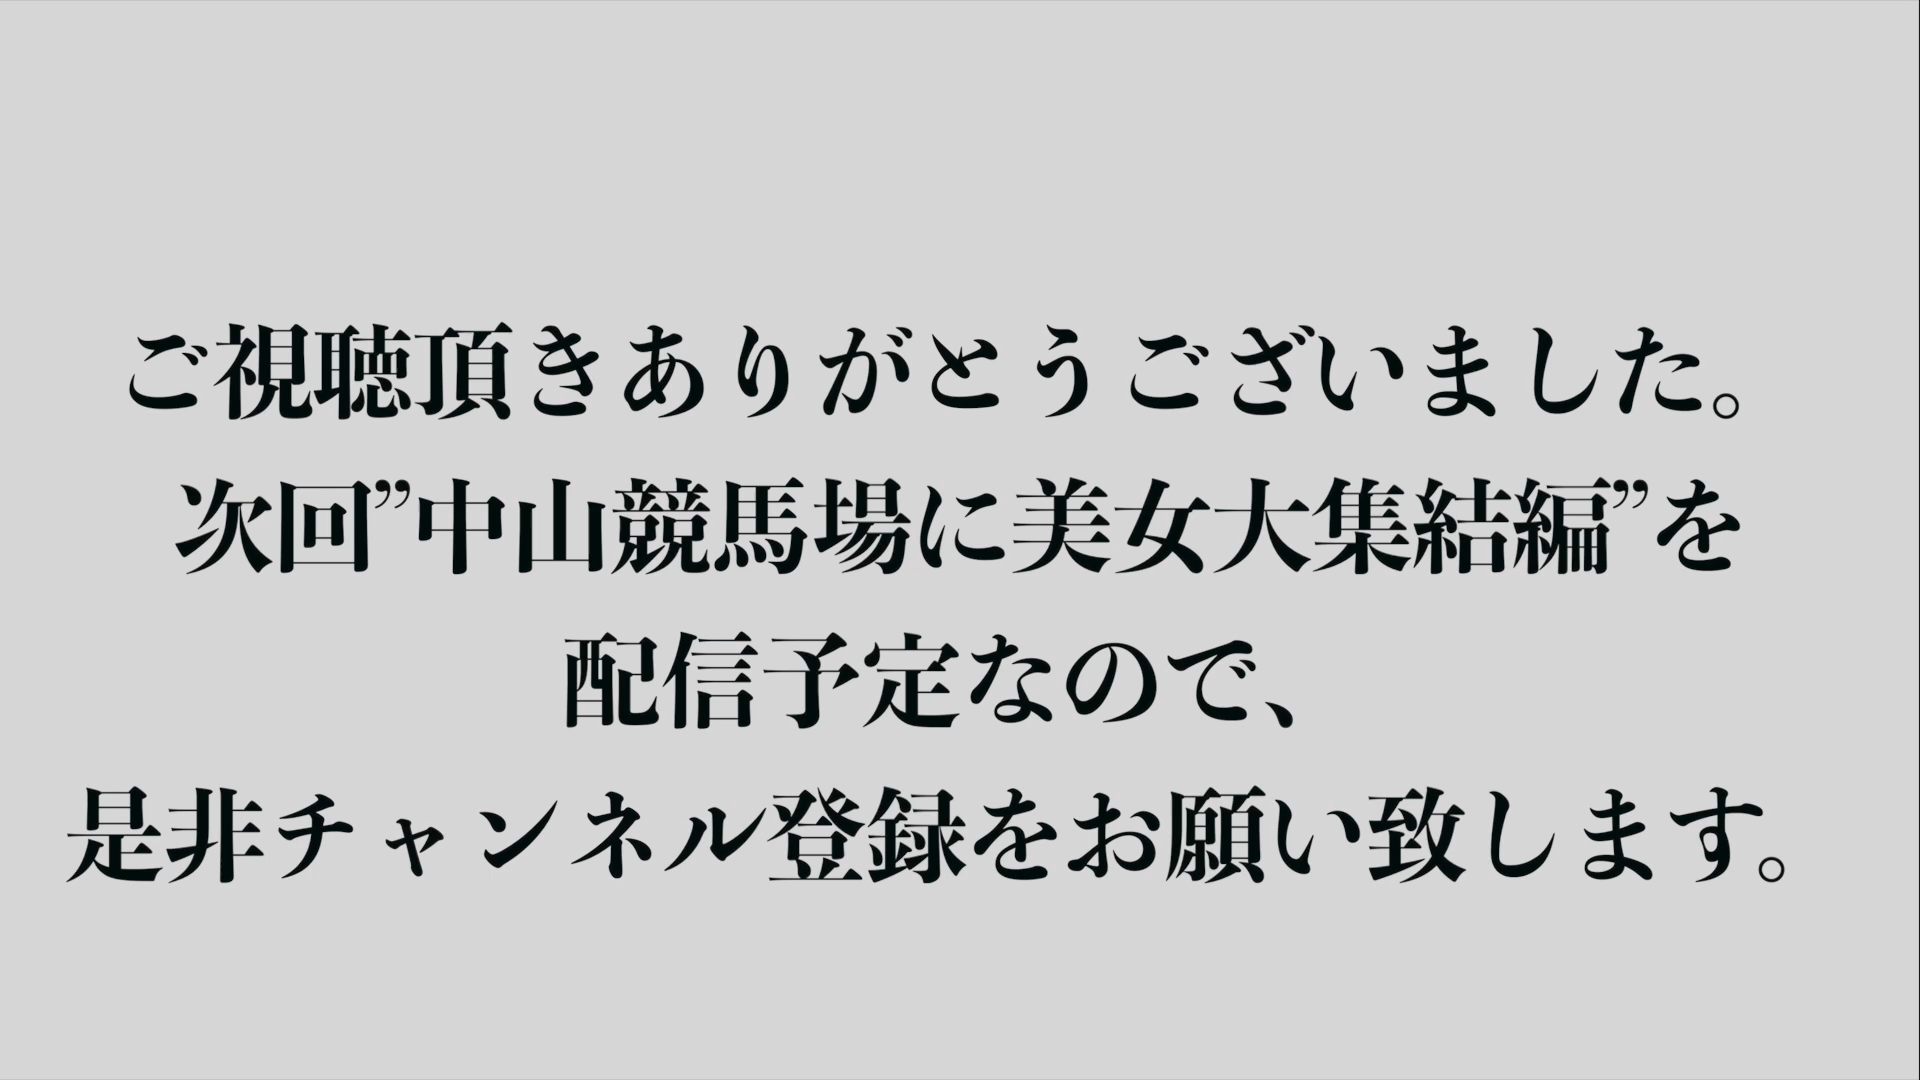 ご視聴頂きありがとうございました。
次回”中山競馬場に美女大集結編”を
配信予定なので、
是非チャンネル登録をお願い致します。